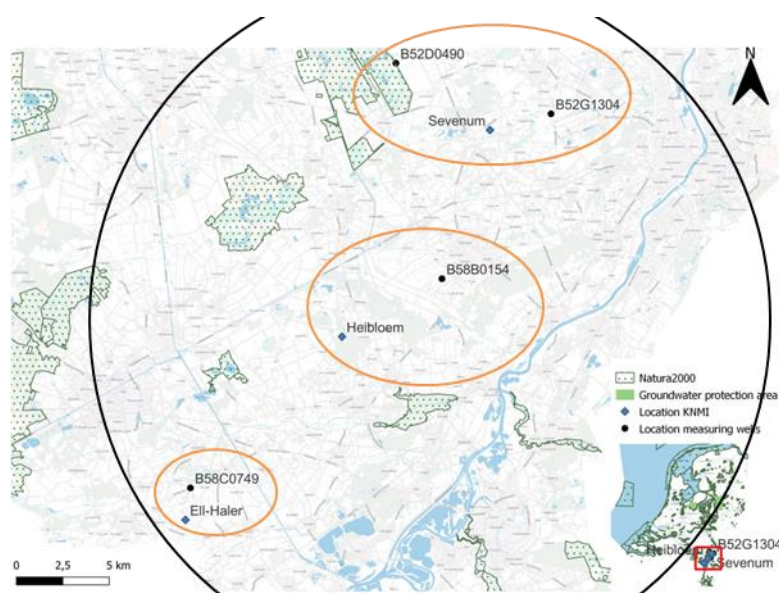 B52D0490
N
B52G1304
Sevenum
B58B0154
Heibloem
Natura2000
Groundwater protection area
Location KNMI
Location measuring wells
B58C0749
Ell-Haler
B52G1304
Sevenum
0 2,5 5 km